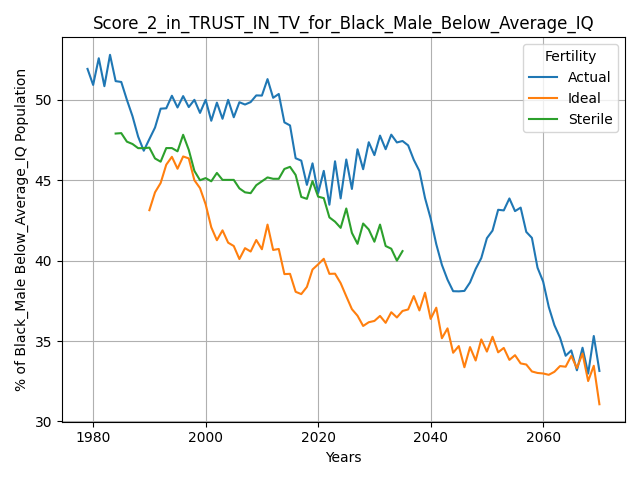 Score_2_in_TRUST_IN_TV_for_Black_Male_Below_Average_IQ
% of Black_Male Below_Average_IQ Population
50
45
40
35
30
Fertility
Actual
Ideal
Sterile
1980
2000
2020
2040
2060
Years